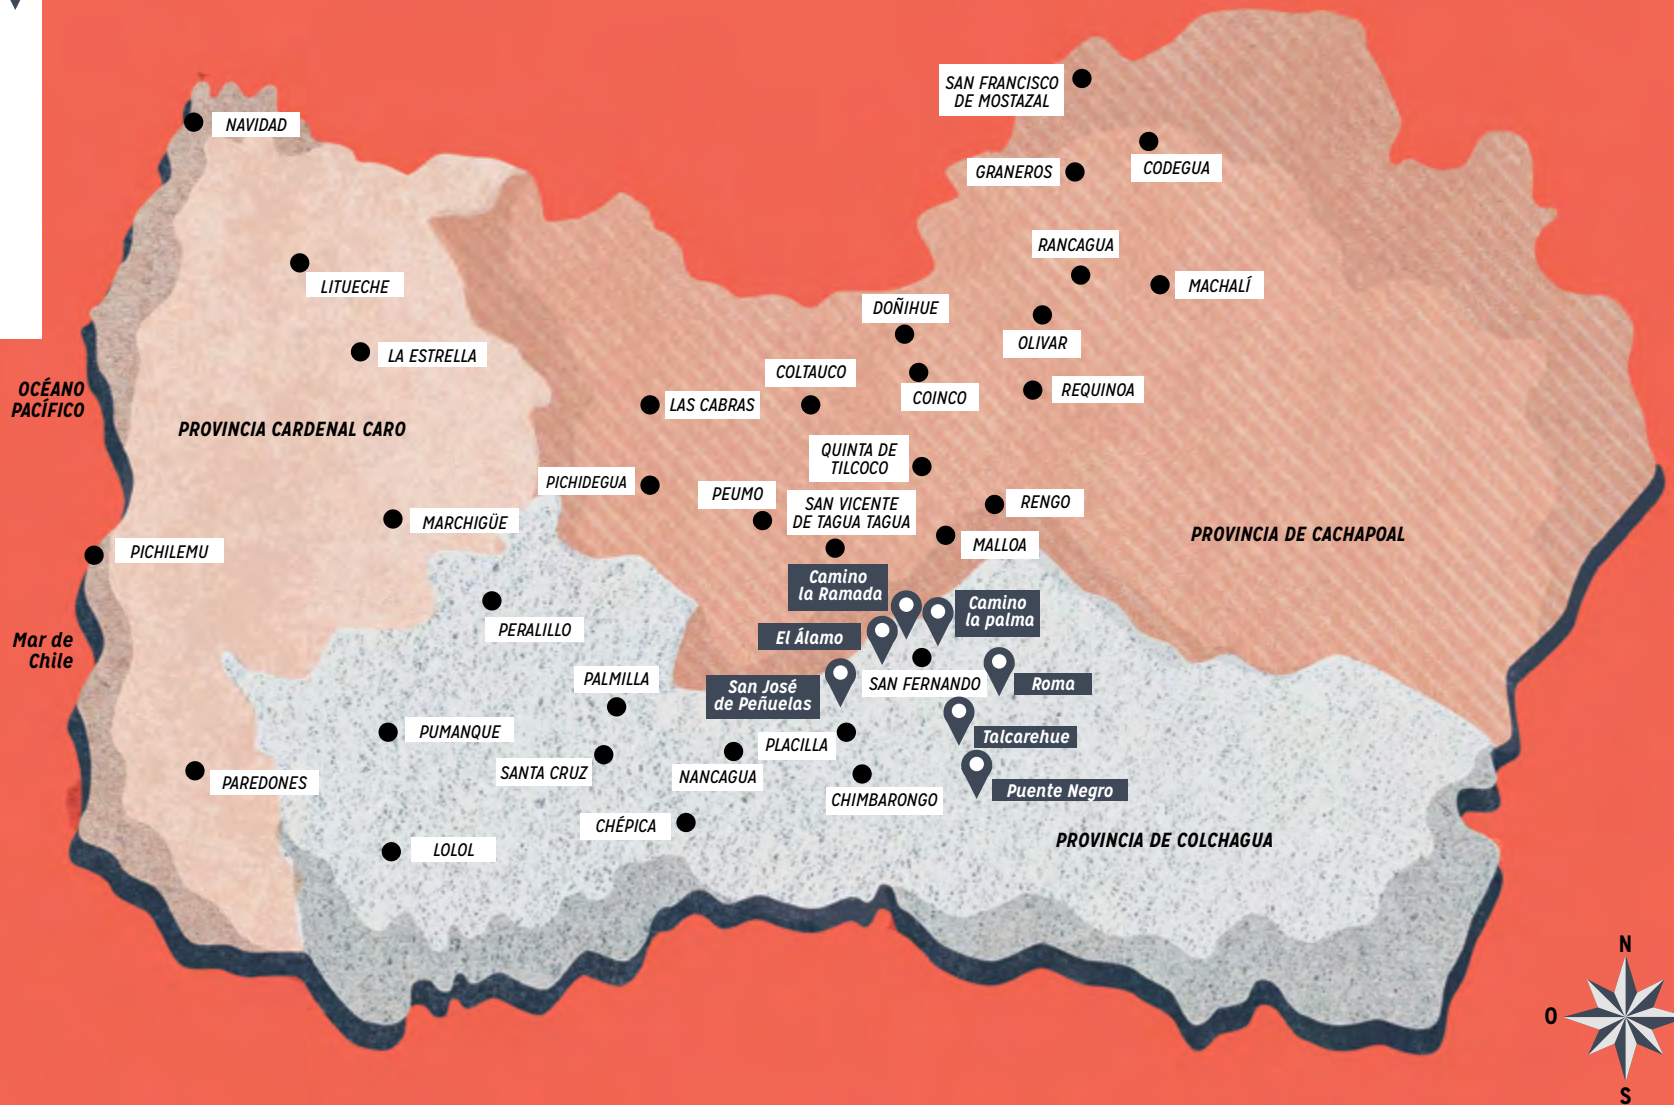 SAN FRANCISCO
DE MOSTAZAL
NAVIDAD
CODEGUA
GRANEROS
RANCAGUA
LITUECHE
MACHALÍ
DOÑIHUE
OLIVAR
LA ESTRELLA
COLTAUCO
OCÉANO
PACÍFICO
COINCO
REQUINOA
LAS CABRAS
PROVINCIA CARDENAL CARO
QUINTA DE
TILCOCO
PICHIDEGUA
PEUMO
SAN VICENTE
DE TAGUA TAGUA
RENGO
MARCHIGÜE
PROVINCIA DE CACHAPOAL
PICHILEMU
MALLOA
Camino
la Ramada
Camino
la palma
PERALILLO
El Álamo
Mar de
Chile
PALMILLA
SAN FERNANDO
Roma
San José
de Peñuelas
PUMANQUE
PLACILLA
Talcarehue
SANTA CRUZ
NANCAGUA
PAREDONES
Puente Negro
CHIMBARONGO
CHÉPICA
PROVINCIA DE COLCHAGUA
LOLOL
N
O
S